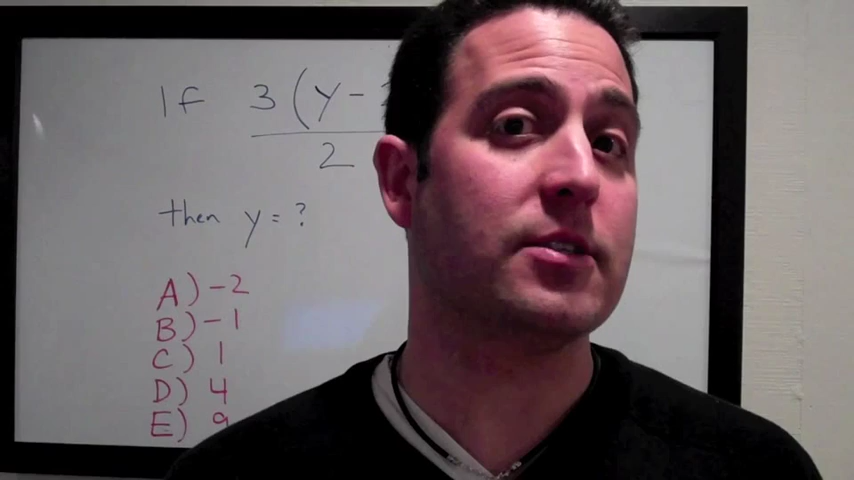 If 3(y-
2
then y = ?
A) -2
B) -1
C) 1
D) 4
E) 9